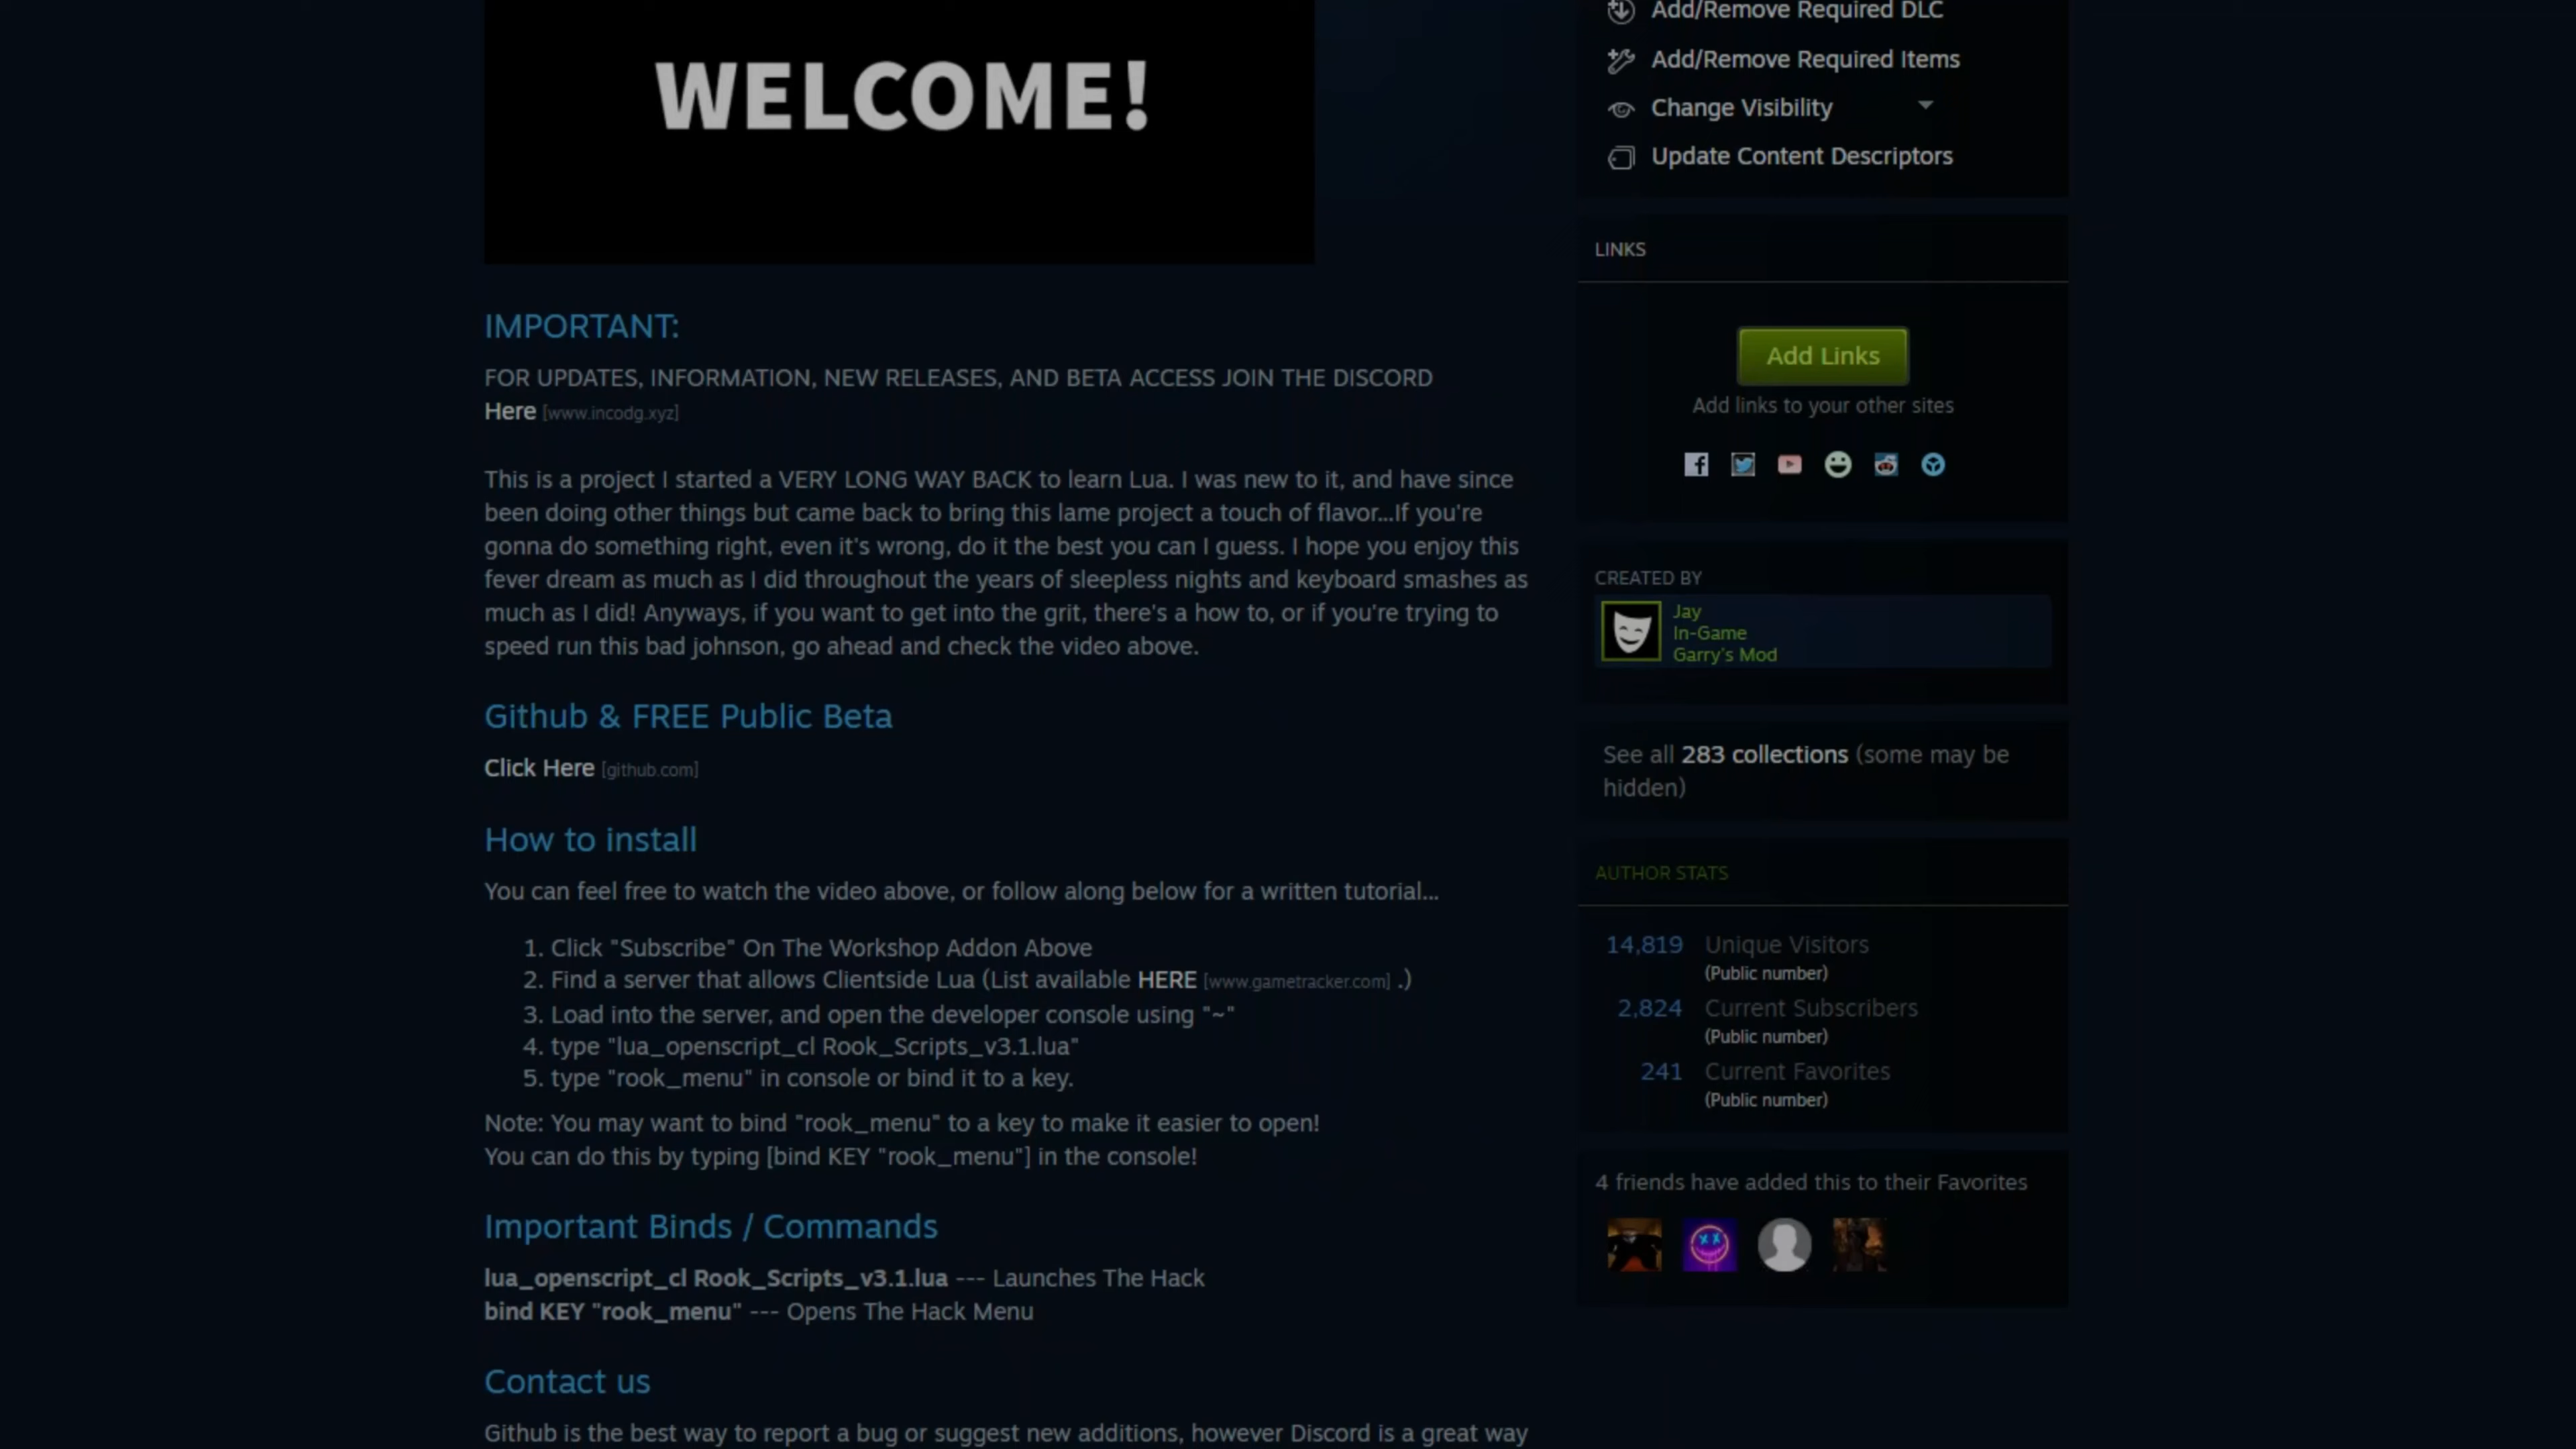 WELCOME!
IMPORTANT:
FOR UPDATES, INFORMATION, NEW RELEASES, AND BETA ACCESS JOIN THE DISCORD
Here [www.incodg.xyz]
This is a project I started a VERY LONG WAY BACK to learn Lua. I was new to it, and have since
been doing other things but came back to bring this lame project a touch of flavor...If you're
gonna do something right, even it's wrong, do it the best you can I guess. I hope you enjoy this
fever dream as much as I did throughout the years of sleepless nights and keyboard smashes as
much as I did! Anyways, if you want to get into the grit, there's a how to, or if you're trying to
speed run this bad johnson, go ahead and check the video above.
Github & FREE Public Beta
Click Here [github.com]
How to install
You can feel free to watch the video above, or follow along below for a written tutorial...
1. Click "Subscribe" On The Workshop Addon Above
2. Find a server that allows Clientside Lua (List available HERE [www.gametracker.com] .)
3. Load into the server, and open the developer console using "~"
4. type "lua_openscript_cl Rook_Scripts_v3.1.lua"
5. type "rook_menu" in console or bind it to a key.
Note: You may want to bind "rook_menu" to a key to make it easier to open!
You can do this by typing [bind KEY "rook_menu"] in the console!
Important Binds / Commands
lua_openscript_cl Rook_Scripts_v3.1.lua --- Launches The Hack
bind KEY "rook_menu" --- Opens The Hack Menu
Contact us
Github is the best way to report a bug or suggest new additions, however Discord is a great way
Add/Remove Required DLC
Add/Remove Required Items
Change Visibility
Update Content Descriptors
LINKS
Add Links
Add links to your other sites
CREATED BY
Jay
In-Game
Garry's Mod
See all 283 collections (some may be
hidden)
AUTHOR STATS
14,819 Unique Visitors
(Public number)
2,824 Current Subscribers
(Public number)
241 Current Favorites
(Public number)
4 friends have added this to their Favorites